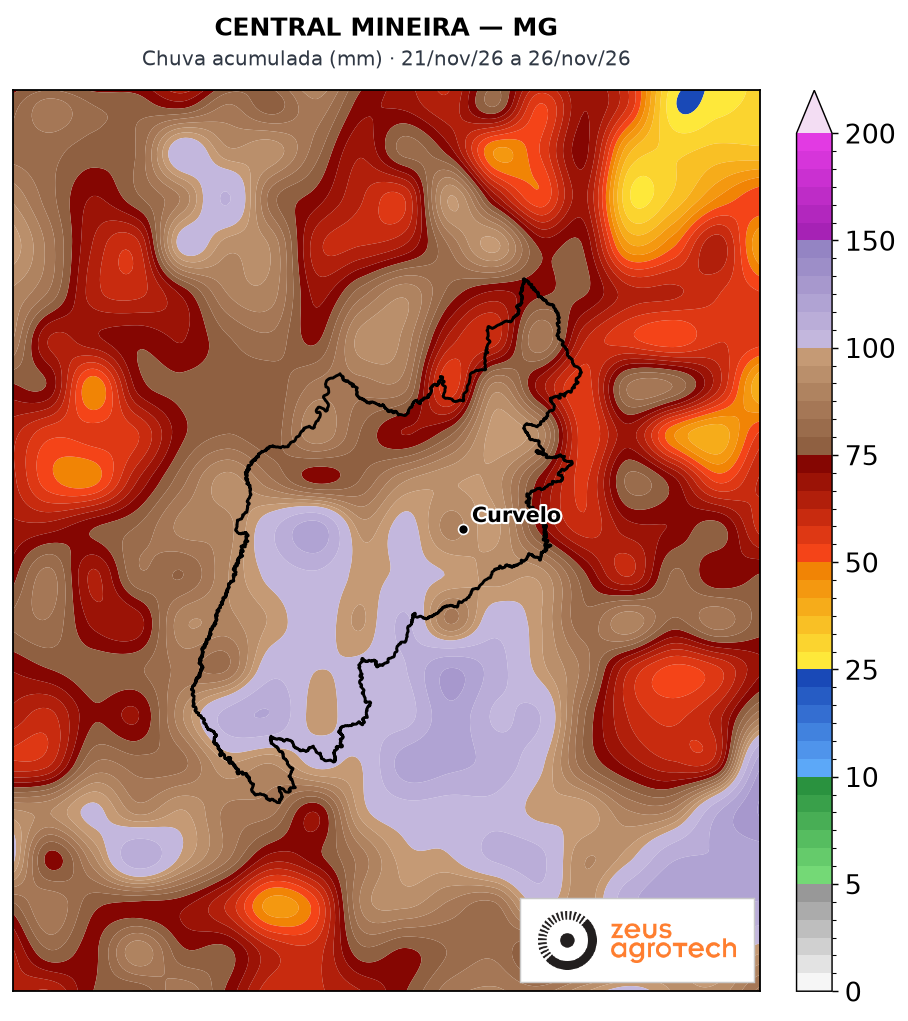 CENTRAL MINEIRA — MG
Chuva acumulada (mm) · 21/nov/26 a 26/nov/26
200
150
100
75
50
25
10
5
0
Curvelo
zeus
agrotech